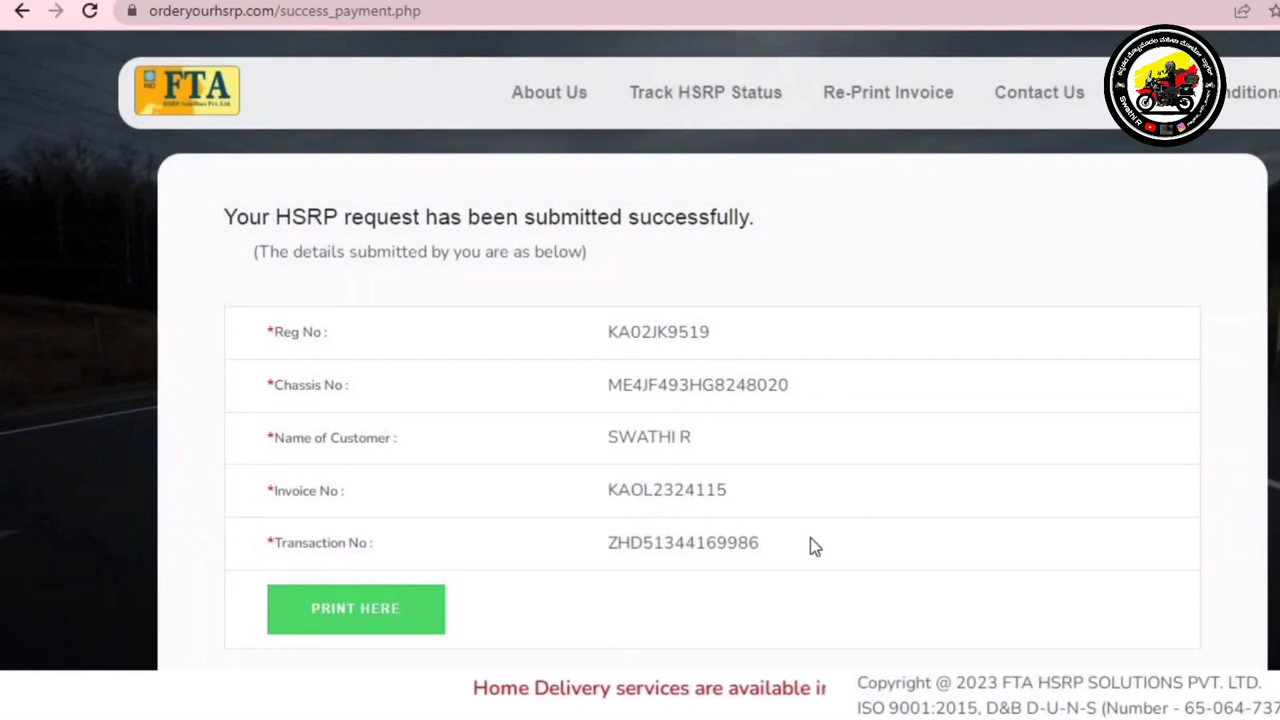 orderyourhsrp.com/success_payment.php
IND
FTA
HSRP Solutions Pvt. Ltd.
About Us
Track HSRP Status
Re-Print Invoice
Contact Us
nditions
Swathi R
Your HSRP request has been submitted successfully.
(The details submitted by you are as below)
*Reg No : KA02JK9519
*Chassis No : ME4JF493HG8248020
*Name of Customer : SWATHI R
*Invoice No : KAOL2324115
*Transaction No : ZHD51344169986
PRINT HERE
Home Delivery services are available in
Copyright @ 2023 FTA HSRP SOLUTIONS PVT. LTD.
ISO 9001:2015, D&B D-U-N-S (Number - 65-064-737